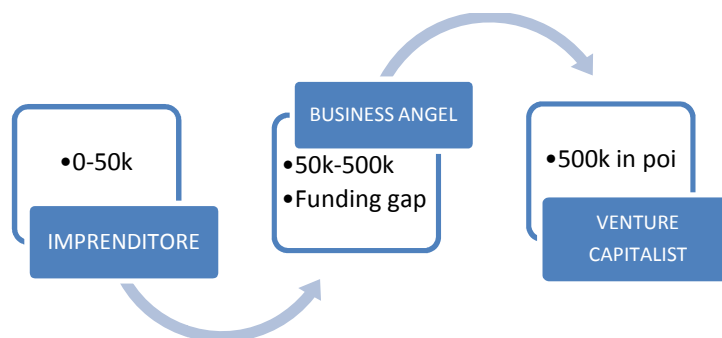 •0-50k
IMPRENDITORE
BUSINESS ANGEL
•50k-500k
•Funding gap
•500k in poi
VENTURE
CAPITALIST